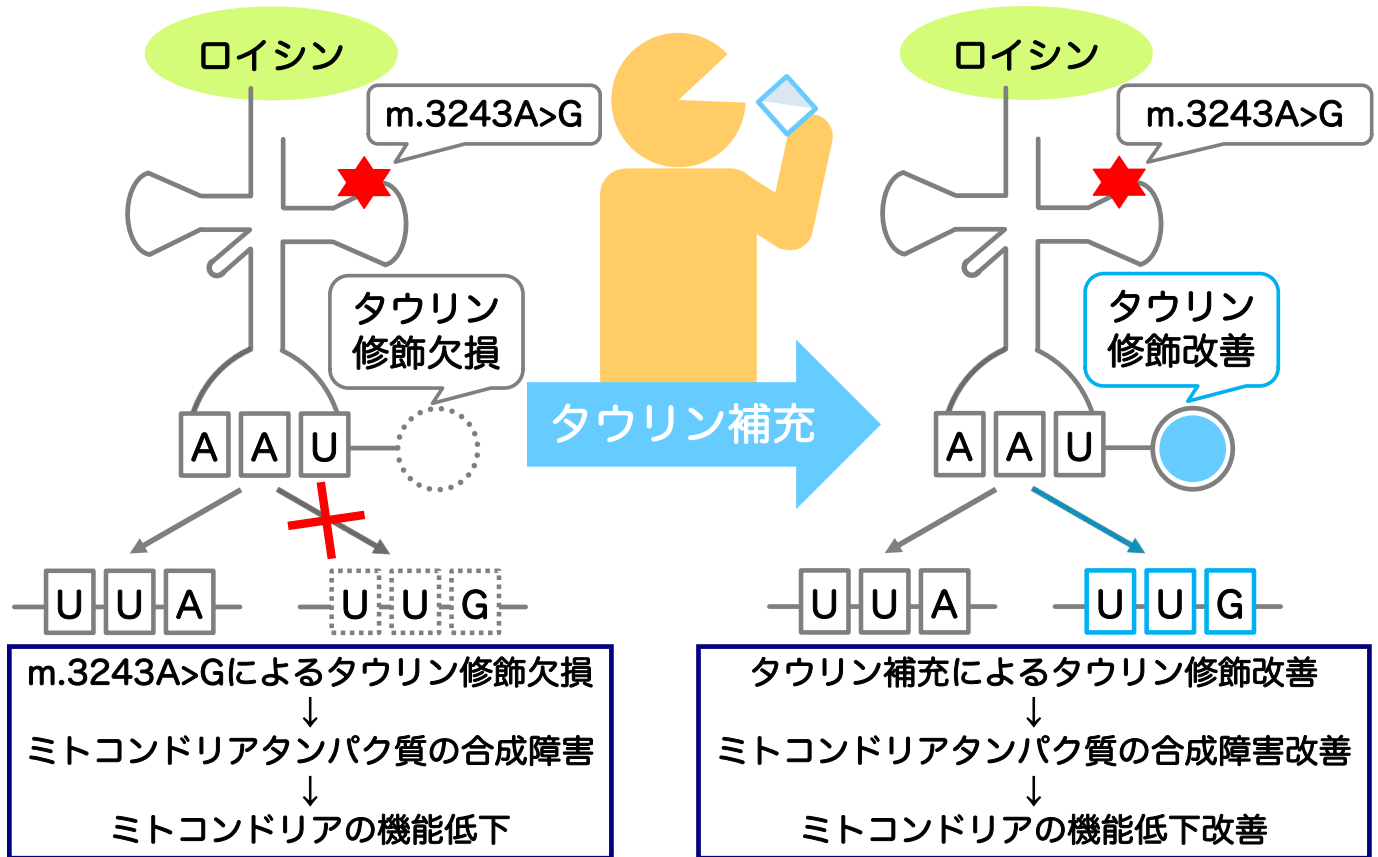 ロイシン
m.3243A>G
タウリン
修飾欠損
A A U
U U A
U U G
m.3243A>Gによるタウリン修飾欠損
↓
ミトコンドリアタンパク質の合成障害
↓
ミトコンドリアの機能低下
タウリン補充
ロイシン
m.3243A>G
タウリン
修飾改善
A A U
U U A
U U G
タウリン補充によるタウリン修飾改善
↓
ミトコンドリアタンパク質の合成障害改善
↓
ミトコンドリアの機能低下改善